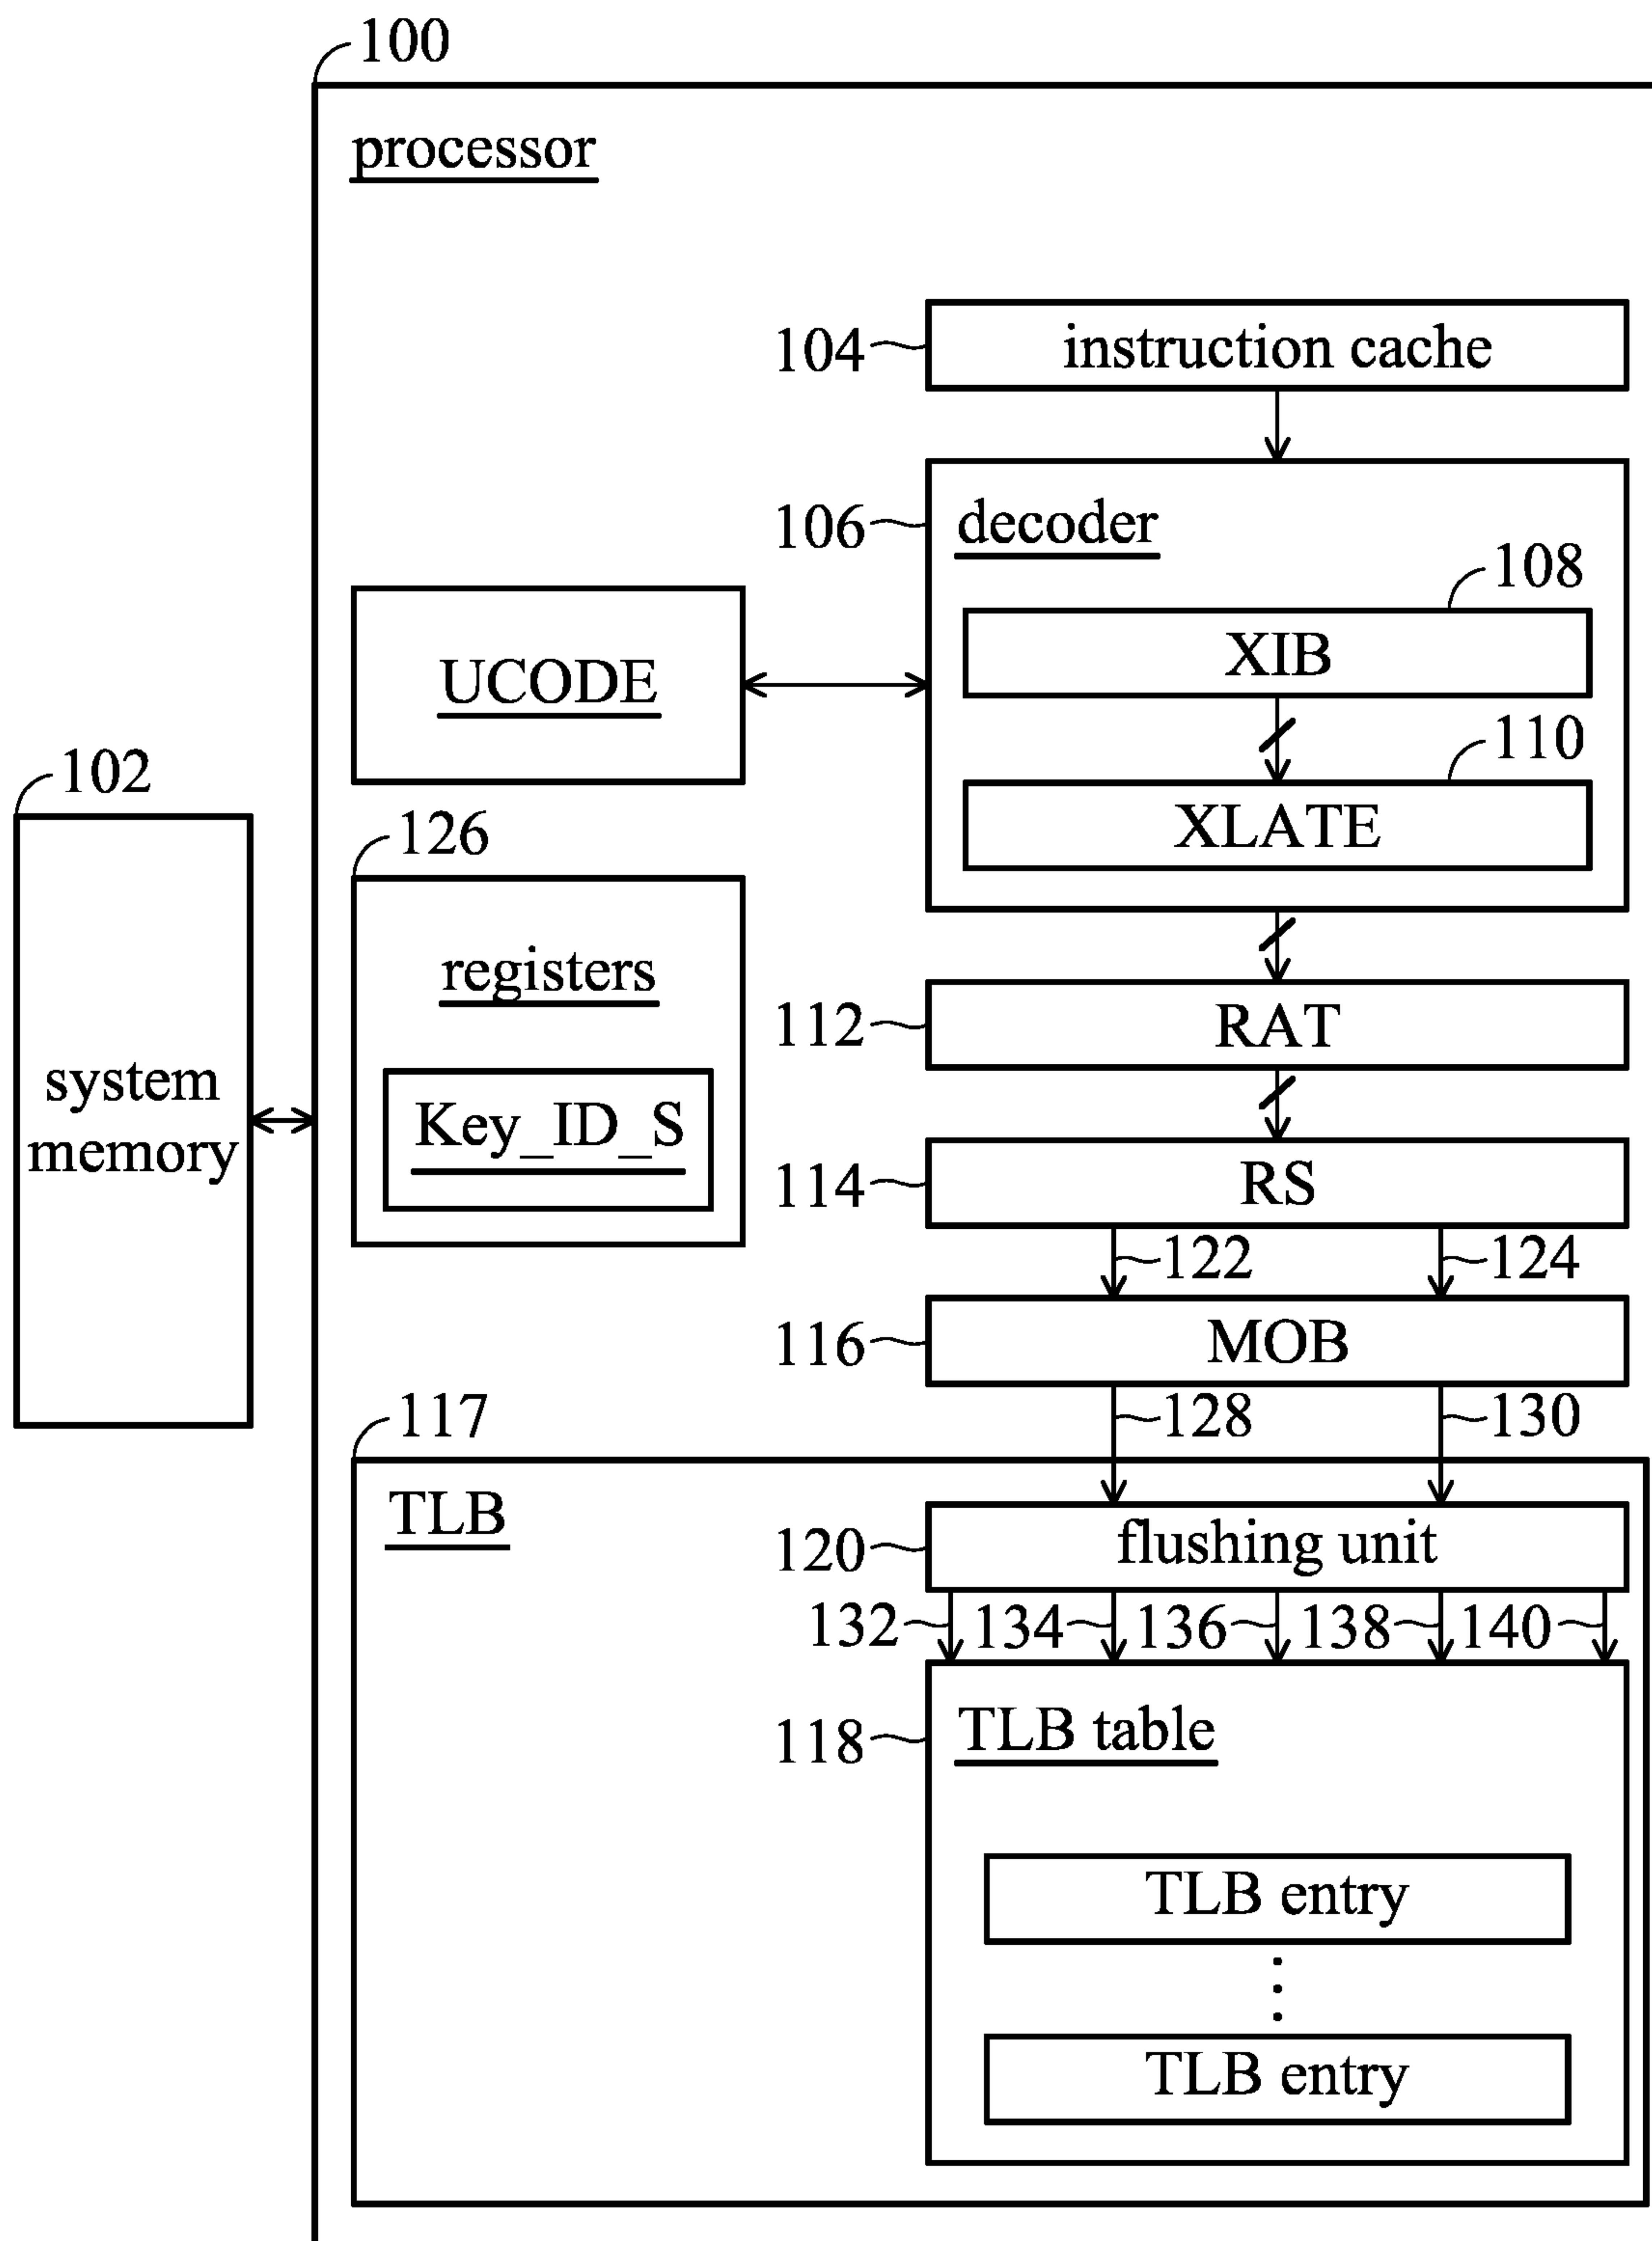 100
processor
104
instruction cache
106
decoder
108
XIB
UCODE
110
XLATE
102
126
registers
112
RAT
system
memory
Key_ID_S
114
RS
122
124
116
MOB
117
128
130
TLB
120
flushing unit
132
134
136
138
140
118
TLB table
TLB entry
TLB entry